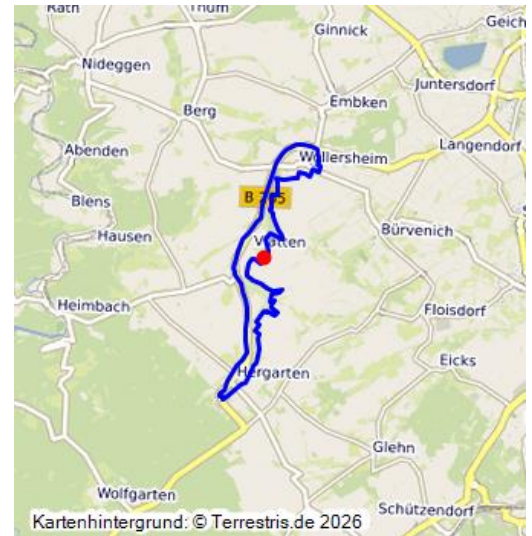 Rath
Thum
Ginnick
Geich
Nideggen
Juntersdorf
Embken
Berg
Abenden
Wollersheim
Langendorf
Blens
B 265
Hausen
Vlatten
Bürvenich
Heimbach
Floisdorf
Hergarten
Eicks
Glehn
Wolfgarten
Schützendorf
Kartenhintergrund: © Terrestris.de 2026